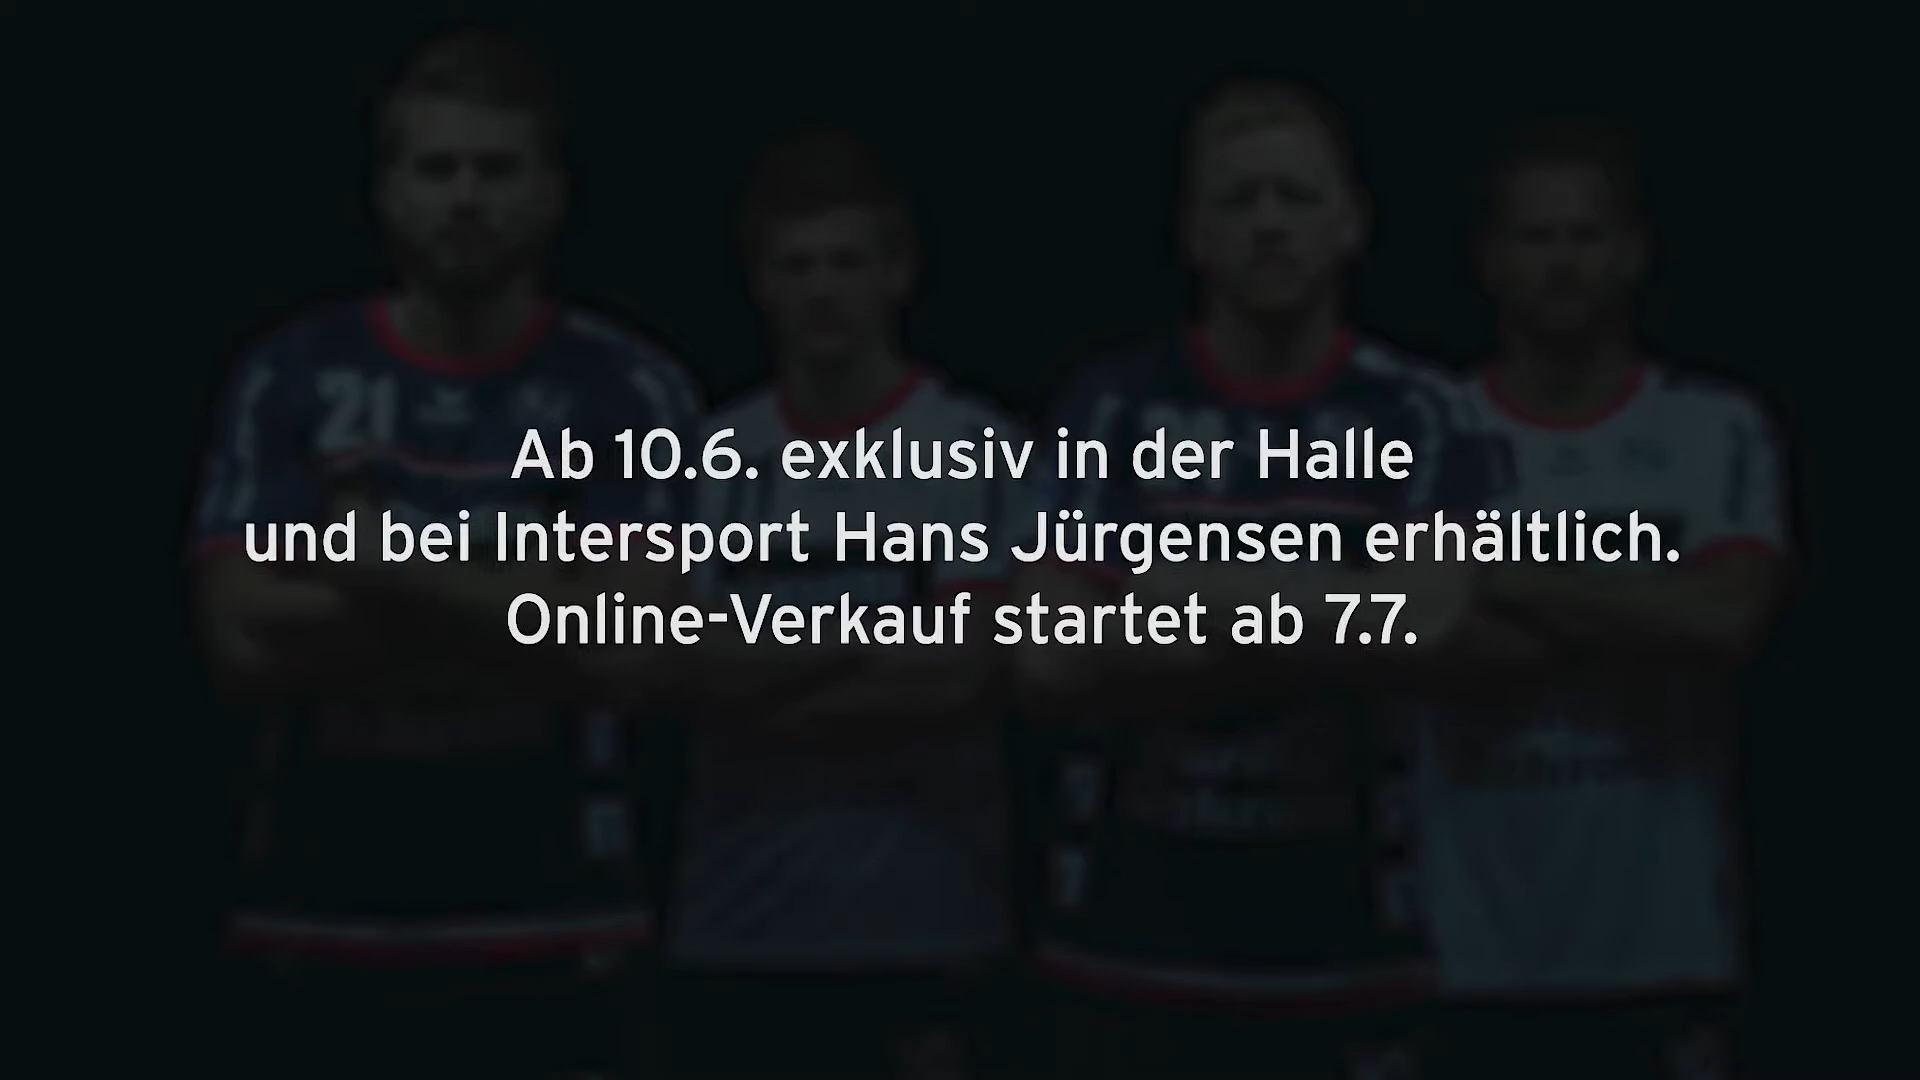 21
Ab 10.6. exklusiv in der Halle
und bei Intersport Hans Jürgensen erhältlich.
Online-Verkauf startet ab 7.7.